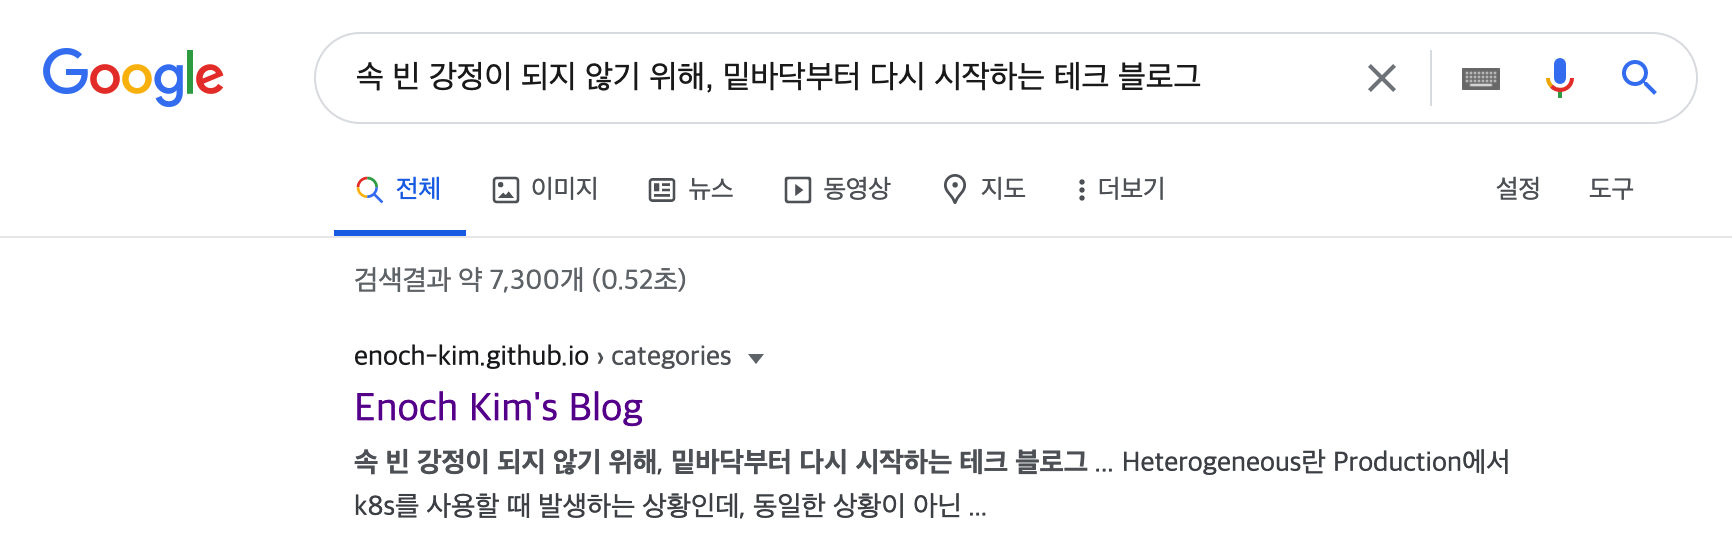 Google
속 빈 강정이 되지 않기 위해, 밑바닥부터 다시 시작하는 테크 블로그
전체 이미지 뉴스 동영상 지도 더보기 설정 도구
검색결과 약 7,300개 (0.52초)
enoch-kim.github.io › categories
Enoch Kim's Blog
속 빈 강정이 되지 않기 위해, 밑바닥부터 다시 시작하는 테크 블로그 ... Heterogeneous란 Production에서
k8s를 사용할 때 발생하는 상황인데, 동일한 상황이 아닌 ...